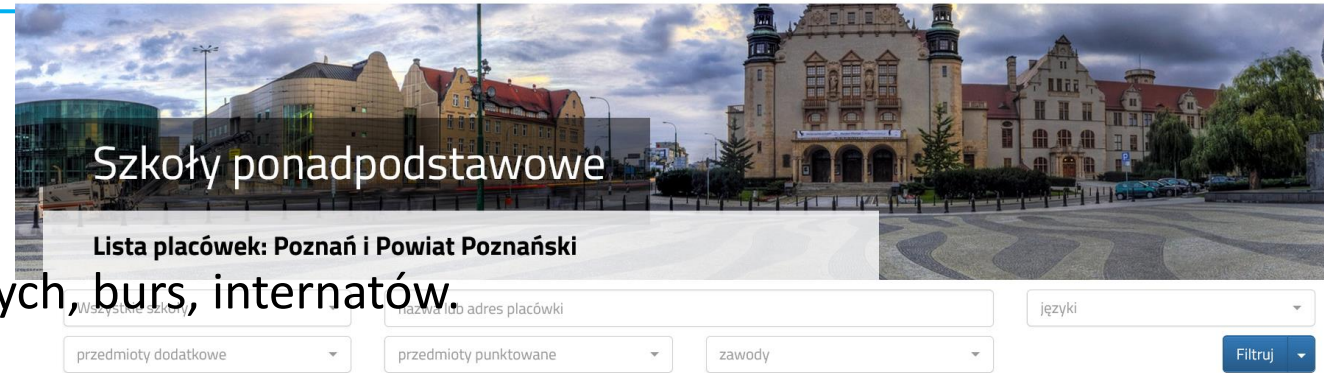 Szkoły ponadpodstawowe
Lista placówek: Poznań i Powiat Poznański
ych, burs, internatów.
Wszystkie szkoły
nazwa lub adres placówki
języki
przedmioty dodatkowe
przedmioty punktowane
zawody
Filtruj